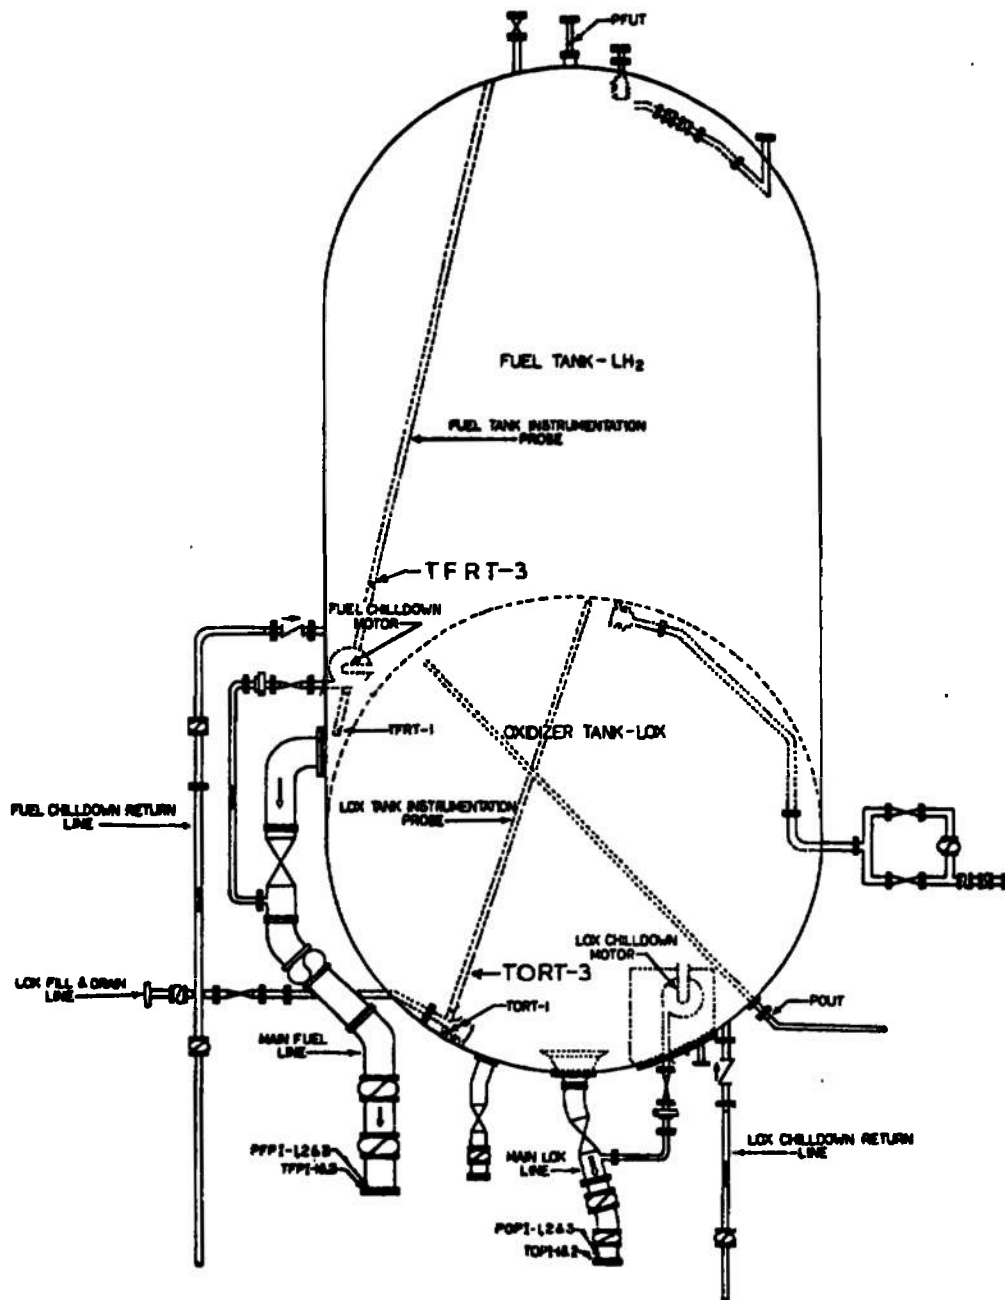 PFUT
FUEL TANK-LH₂
FUEL TANK INSTRUMENTATION
PROBE
TFRT-3
FUEL CHILLDOWN
MOTOR
TFRT-1
OXIDIZER TANK-LOX
FUEL CHILLDOWN RETURN
LINE
LOX TANK INSTRUMENTATION
PROBE
LOX CHILLDOWN
MOTOR
TORT-3
LOX FILL & DRAIN
LINE
TORT-1
POUT
MAIN FUEL
LINE
PFPI-1,2&3
MAIN LOX
LINE
LOX CHILLDOWN RETURN
LINE
POPI-1,2&3
TOPI-1&2